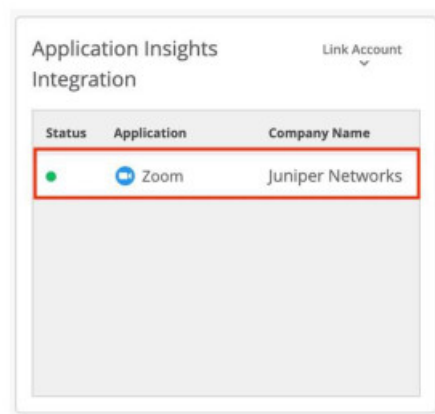 Application Insights Link Account
Integration
Status Application Company Name
Zoom Juniper Networks